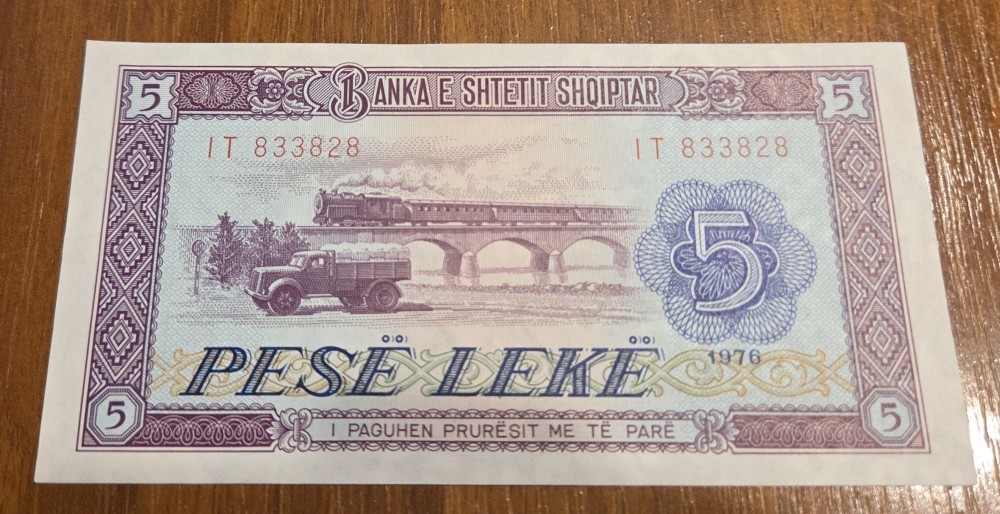 5 BANKA E SHTETIT SHQIPTAR 5
IT 833828 IT 833828
5
PESË LEKË 1976
5 I PAGUHEN PRURËSIT ME TË PARË 5